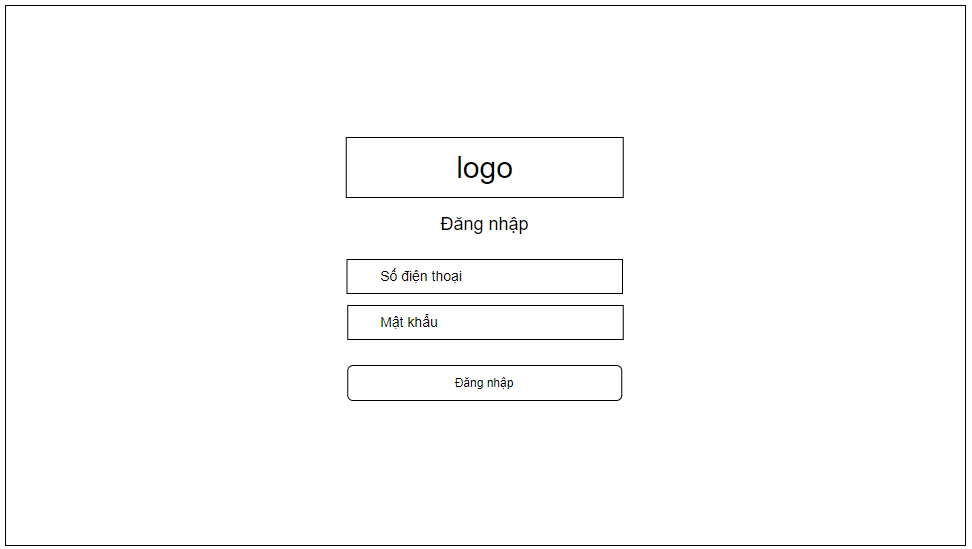 logo
Đăng nhập
Số điện thoại
Mật khẩu
Đăng nhập